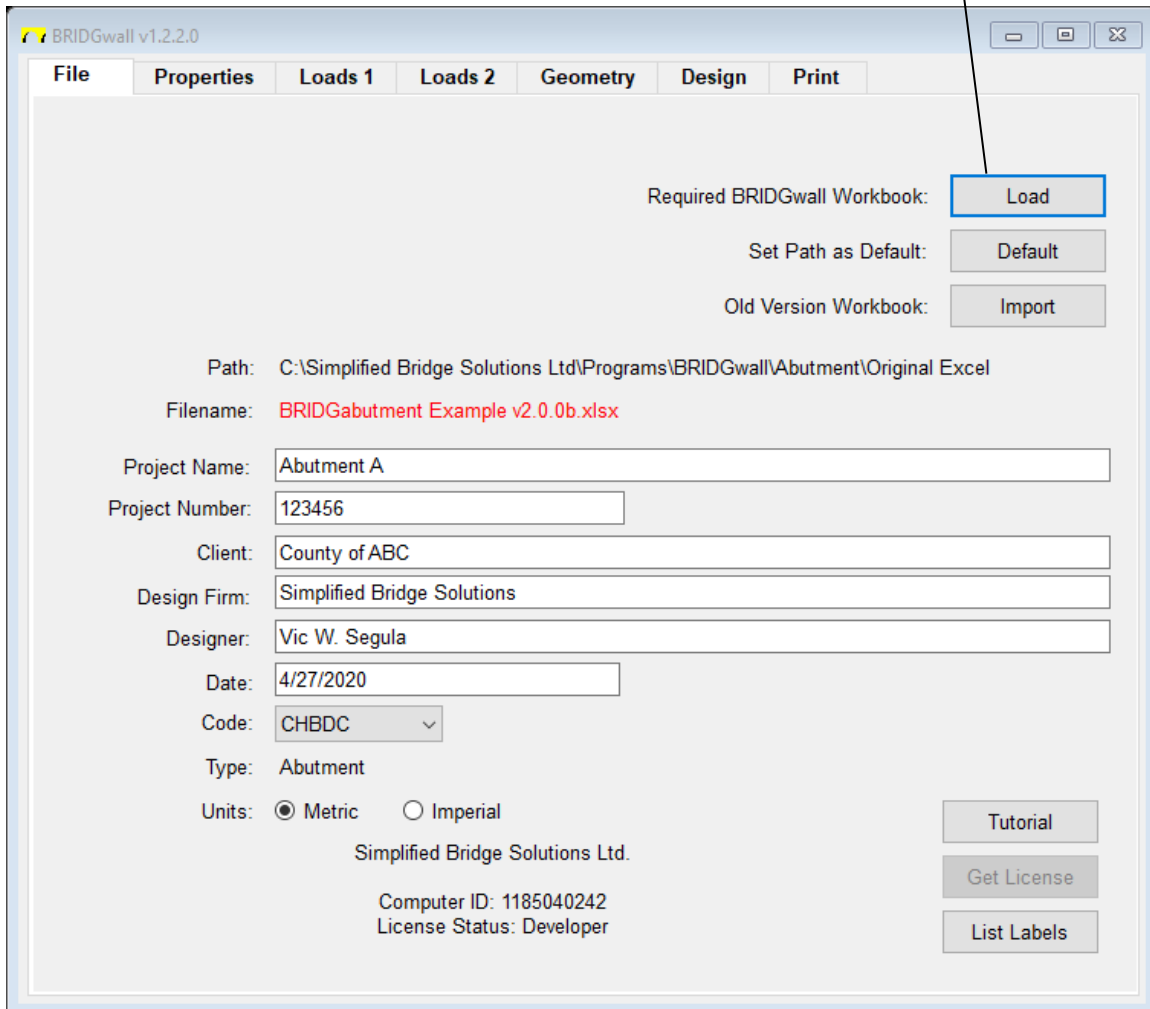 BRIDGwall v1.2.2.0
File Properties Loads 1 Loads 2 Geometry Design Print
Required BRIDGwall Workbook: Load
Set Path as Default: Default
Old Version Workbook: Import
Path: C:\Simplified Bridge Solutions Ltd\Programs\BRIDGwall\Abutment\Original Excel
Filename: BRIDGabutment Example v2.0.0b.xlsx
Project Name: Abutment A
Project Number: 123456
Client: County of ABC
Design Firm: Simplified Bridge Solutions
Designer: Vic W. Segula
Date: 4/27/2020
Code: CHBDC
Type: Abutment
Units: Metric Imperial
Tutorial
Simplified Bridge Solutions Ltd.
Get License
Computer ID: 1185040242
License Status: Developer
List Labels